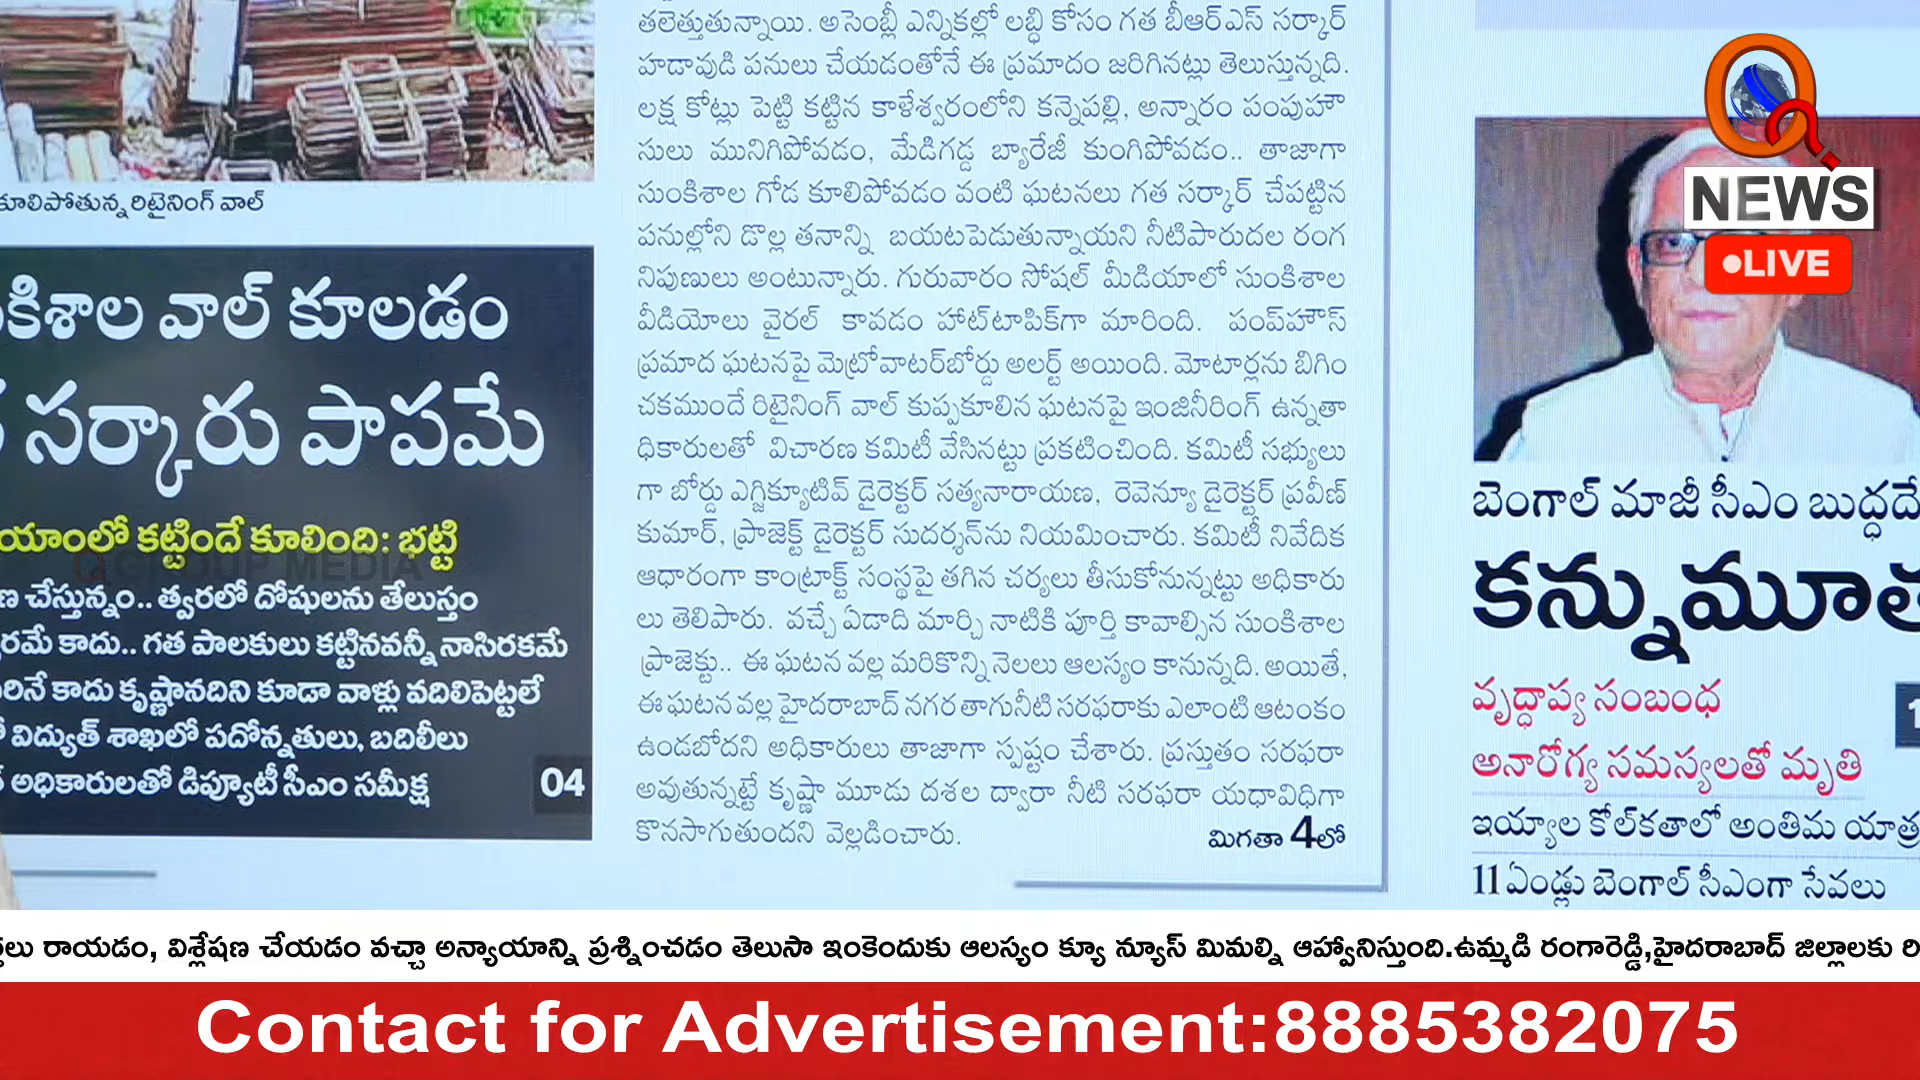 కూలిపోతున్న రిటైనింగ్ వాల్
కిశాల వాల్ కూలడం
సర్కారు పాపమే
యాంలో కట్టిందే కూలింది: భట్టి
Q GROUP MEDIA
ణ చేస్తున్నం.. త్వరలో దోషులను తేలుస్తం
రమే కాదు.. గత పాలకులు కట్టినవన్నీ నాసిరకమే
రినే కాదు కృష్ణానదిని కూడా వాళ్లు వదిలిపెట్టలే
విద్యుత్ శాఖలో పదోన్నతులు, బదిలీలు
అధికారులతో డిప్యూటీ సీఎం సమీక్ష
04
తలెత్తుతున్నాయి. అసెంబ్లీ ఎన్నికల్లో లబ్ధి కోసం గత బీఆర్ఎస్ సర్కార్
హడావుడి పనులు చేయడంతోనే ఈ ప్రమాదం జరిగినట్లు తెలుస్తున్నది.
లక్ష కోట్లు పెట్టి కట్టిన కాళేశ్వరంలోని కన్నెపల్లి, అన్నారం పంపుహౌ
సులు మునిగిపోవడం, మేడిగడ్డ బ్యారేజీ కుంగిపోవడం.. తాజాగా
సుంకిశాల గోడ కూలిపోవడం వంటి ఘటనలు గత సర్కార్ చేపట్టిన
పనుల్లోని డొల్ల తనాన్ని బయటపెడుతున్నాయని నీటిపారుదల రంగ
నిపుణులు అంటున్నారు. గురువారం సోషల్ మీడియాలో సుంకిశాల
వీడియోలు వైరల్ కావడం హాట్‌టాపిక్‌గా మారింది. పంప్‌హౌస్
ప్రమాద ఘటనపై మెట్రోవాటర్‌బోర్డు అలర్ట్ అయింది. మోటార్లను బిగిం
చకముందే రిటైనింగ్ వాల్ కుప్పకూలిన ఘటనపై ఇంజినీరింగ్ ఉన్నతా
ధికారులతో విచారణ కమిటీ వేసినట్టు ప్రకటించింది. కమిటీ సభ్యులు
గా బోర్డు ఎగ్జిక్యూటివ్ డైరెక్టర్ సత్యనారాయణ, రెవెన్యూ డైరెక్టర్ ప్రవీణ్
కుమార్, ప్రాజెక్ట్ డైరెక్టర్ సుదర్శన్‌ను నియమించారు. కమిటీ నివేదిక
ఆధారంగా కాంట్రాక్ట్ సంస్థపై తగిన చర్యలు తీసుకోనున్నట్టు అధికారు
లు తెలిపారు. వచ్చే ఏడాది మార్చి నాటికి పూర్తి కావాల్సిన సుంకిశాల
ప్రాజెక్టు.. ఈ ఘటన వల్ల మరికొన్ని నెలలు ఆలస్యం కానున్నది. అయితే,
ఈ ఘటన వల్ల హైదరాబాద్ నగర తాగునీటి సరఫరాకు ఎలాంటి ఆటంకం
ఉండబోదని అధికారులు తాజాగా స్పష్టం చేశారు. ప్రస్తుతం సరఫరా
అవుతున్నట్టే కృష్ణా మూడు దశల ద్వారా నీటి సరఫరా యధావిధిగా
కొనసాగుతుందని వెల్లడించారు.
మిగతా 4లో
Q
NEWS
LIVE
బెంగాల్ మాజీ సీఎం బుద్ధదే
కన్నుమూత
వృద్ధాప్య సంబంధ
అనారోగ్య సమస్యలతో మృతి
ఇయ్యాల కోల్‌కతాలో అంతిమ యాత్ర
11 ఏండ్లు బెంగాల్ సీఎంగా సేవలు
రాయడం, విశ్లేషణ చేయడం వచ్చా అన్యాయాన్ని ప్రశ్నించడం తెలుసా ఇంకెందుకు ఆలస్యం క్యూ న్యూస్ మిమల్ని ఆహ్వానిస్తుంది.ఉమ్మడి రంగారెడ్డి,హైదరాబాద్ జిల్లాలకు రి
Contact for Advertisement:8885382075